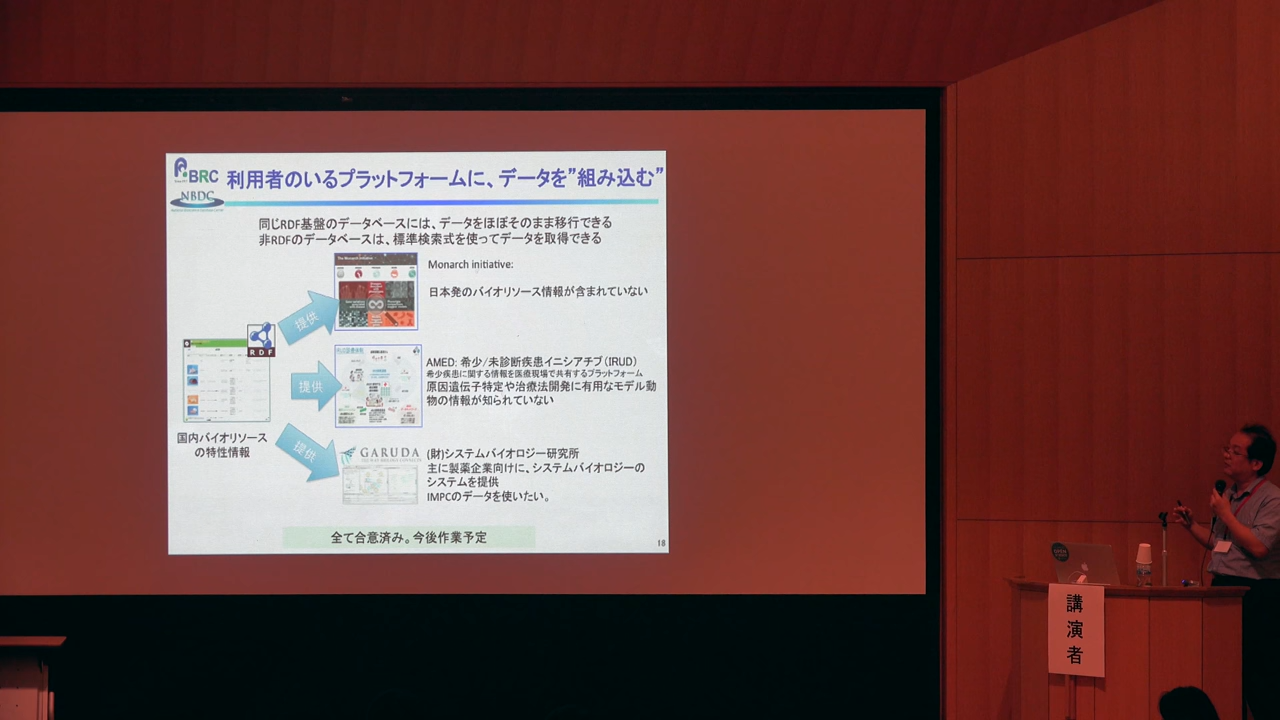 BRC
NBDC
利用者のいるプラットフォームに、データを”組み込む”
同じRDF基盤のデータベースには、データをほぼそのまま移行できる
非RDFのデータベースは、標準検索式を使ってデータを取得できる
Monarch initiative:
日本発のバイオリソース情報が含まれていない
提供
RDF
AMED: 希少/未診断疾患イニシアチブ(IRUD)
希少疾患に関する情報を医療現場で共有するプラットフォーム
原因遺伝子特定や治療法開発に有用なモデル動
物の情報が知られていない
提供
国内バイオリソース
の特性情報
提供
GARUDA
(財)システムバイオロジー研究所
主に製薬企業向けに、システムバイオロジーの
システムを提供
IMPCのデータを使いたい。
全て合意済み。今後作業予定
18
講演者